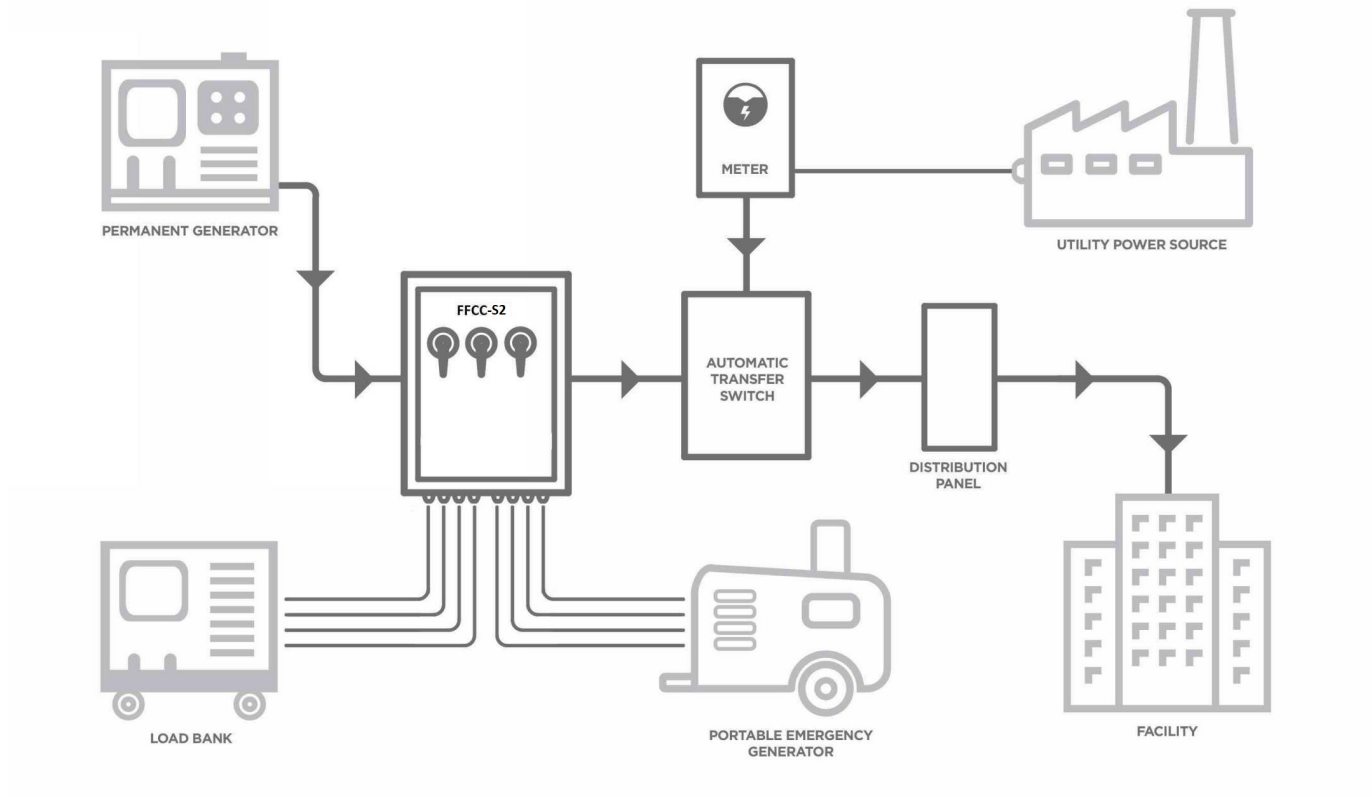 METER
PERMANENT GENERATOR
UTILITY POWER SOURCE
FFCC-S2
AUTOMATIC
TRANSFER
SWITCH
DISTRIBUTION
PANEL
LOAD BANK
PORTABLE EMERGENCY
GENERATOR
FACILITY